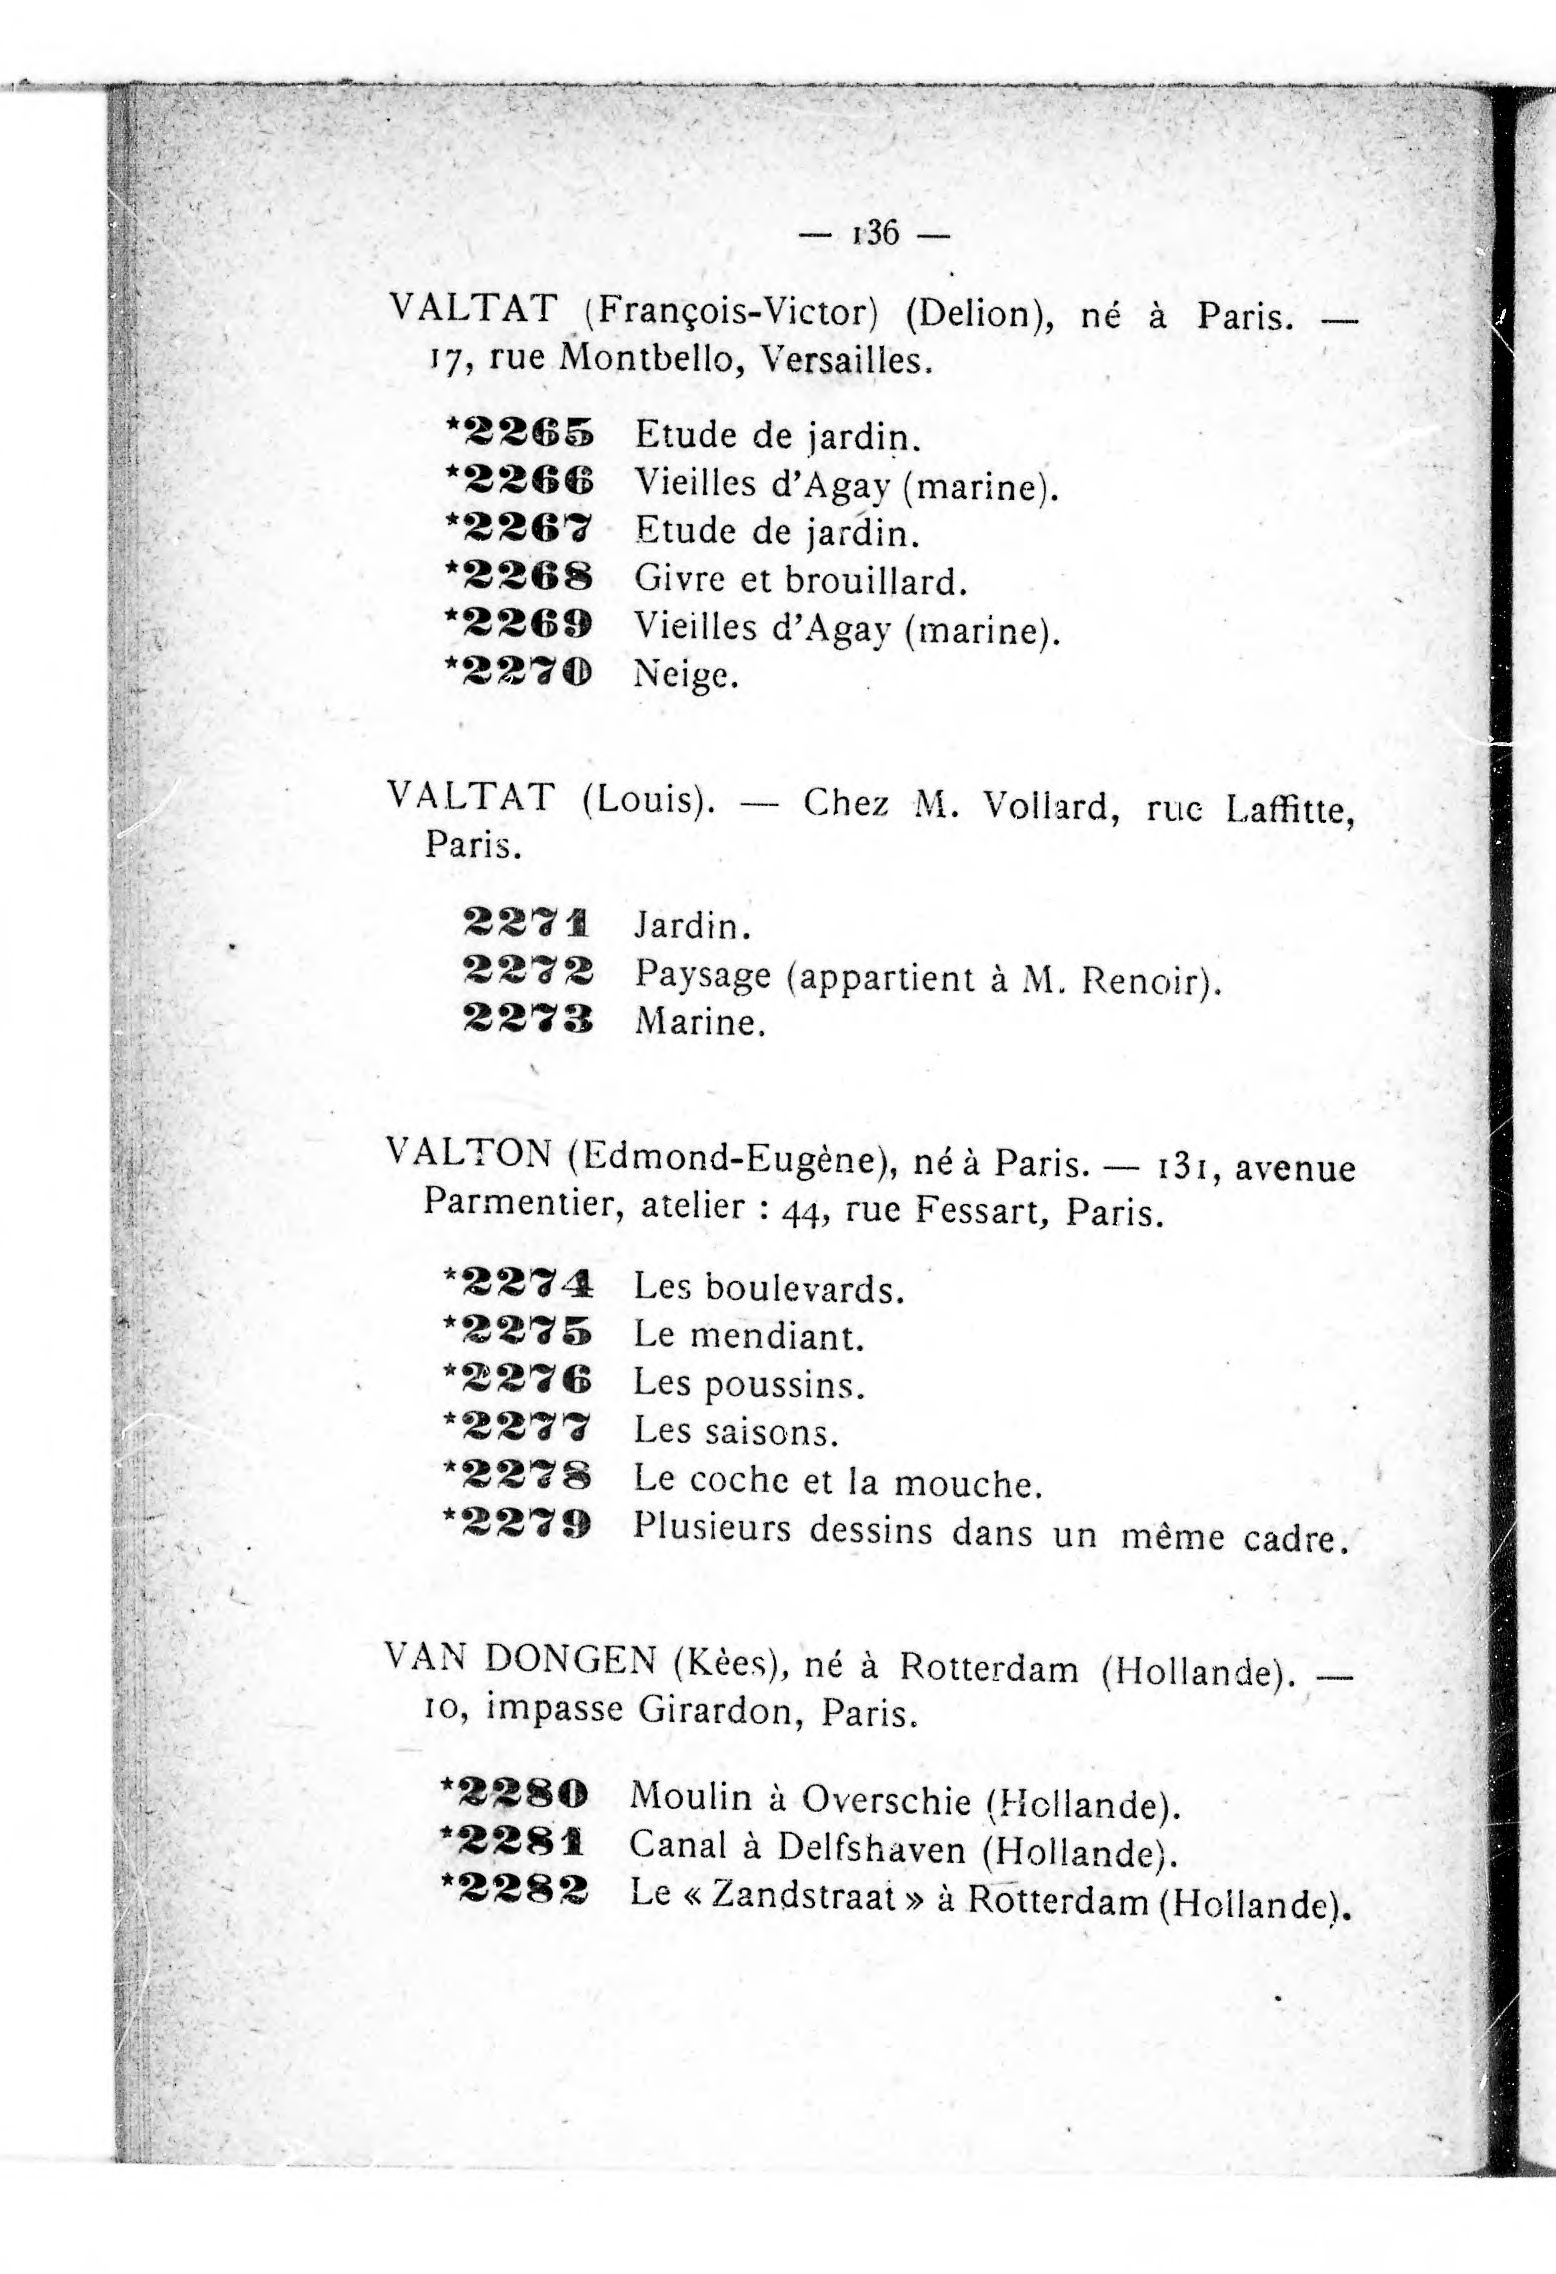 — 136 —
VALTAT (François-Victor) (Delion), né à Paris. —
17, rue Montbello, Versailles.
*2265 Etude de jardin.
*2266 Vieilles d'Agay (marine).
*2267 Etude de jardin.
*2268 Givre et brouillard.
*2269 Vieilles d'Agay (marine).
*2270 Neige.
VALTAT (Louis). — Chez M. Vollard, rue Laffitte,
Paris.
2271 Jardin.
2272 Paysage (appartient à M. Renoir).
2273 Marine.
VALTON (Edmond-Eugène), né à Paris. — 131, avenue
Parmentier, atelier : 44, rue Fessart, Paris.
*2274 Les boulevards.
*2275 Le mendiant.
*2276 Les poussins.
*2277 Les saisons.
*2278 Le coche et la mouche.
*2279 Plusieurs dessins dans un même cadre.
VAN DONGEN (Kèes), né à Rotterdam (Hollande). —
10, impasse Girardon, Paris.
*2280 Moulin à Overschie (Hollande).
*2281 Canal à Delfshaven (Hollande).
*2282 Le « Zandstraat » à Rotterdam (Hollande).